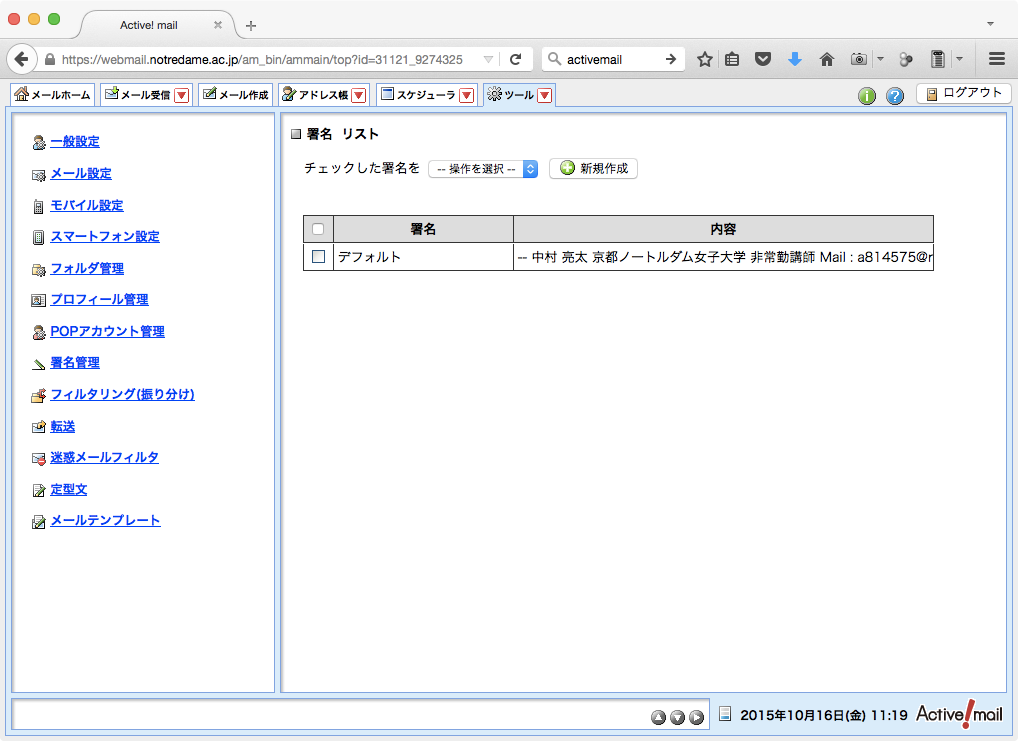 Active! mail
https://webmail.notredame.ac.jp/am_bin/ammain/top?id=31121_9274325
activemail
メールホーム
メール受信
メール作成
アドレス帳
スケジューラ
ツール
ログアウト
一般設定
メール設定
モバイル設定
スマートフォン設定
フォルダ管理
プロフィール管理
POPアカウント管理
署名管理
フィルタリング(振り分け)
転送
迷惑メールフィルタ
定型文
メールテンプレート
署名 リスト
チェックした署名を -- 操作を選択 -- 新規作成
署名 内容
デフォルト -- 中村 亮太 京都ノートルダム女子大学 非常勤講師 Mail : a814575@r
2015年10月16日(金) 11:19
Active! mail